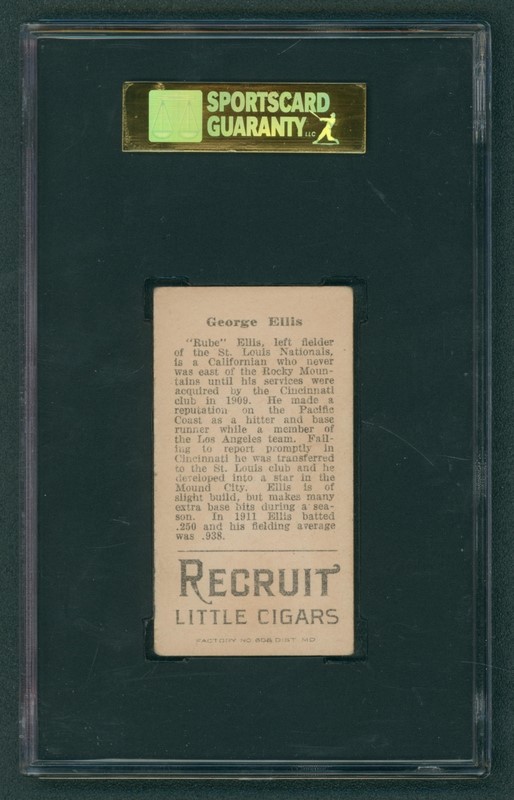 SPORTSCARD
GUARANTY LLC
George Ellis
"Rube" Ellis, left fielder
of the St. Louis Nationals,
is a Californian who never
was east of the Rocky Moun-
tains until his services were
acquired by the Cincinnati
club in 1909. He made a
reputation on the Pacific
Coast as a hitter and base
runner while a member of
the Los Angeles team. Fail-
ing to report promptly in
Cincinnati he was transferred
to the St. Louis club and he
developed into a star in the
Mound City. Ellis is of
slight build, but makes many
extra base hits during a sea-
son. In 1911 Ellis batted
.250 and his fielding average
was .938.
RECRUIT
LITTLE CIGARS
FACTORY NO. 606 DIST. MD.